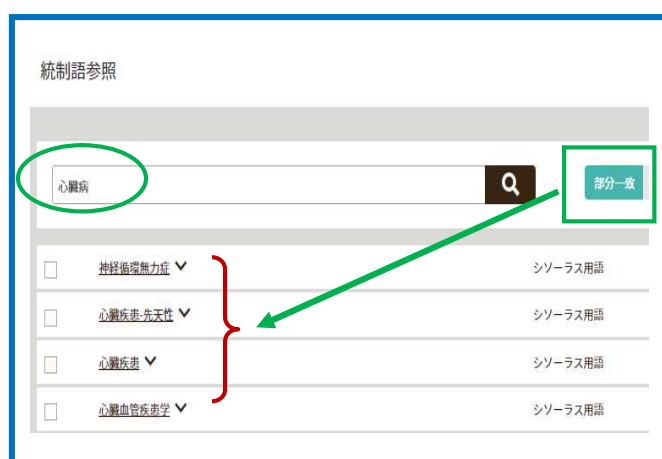 統制語参照
心臓病
部分一致
神経循環無力症 シソーラス用語
心臓疾患-先天性 シソーラス用語
心臓疾患 シソーラス用語
心臓血管疾患学 シソーラス用語